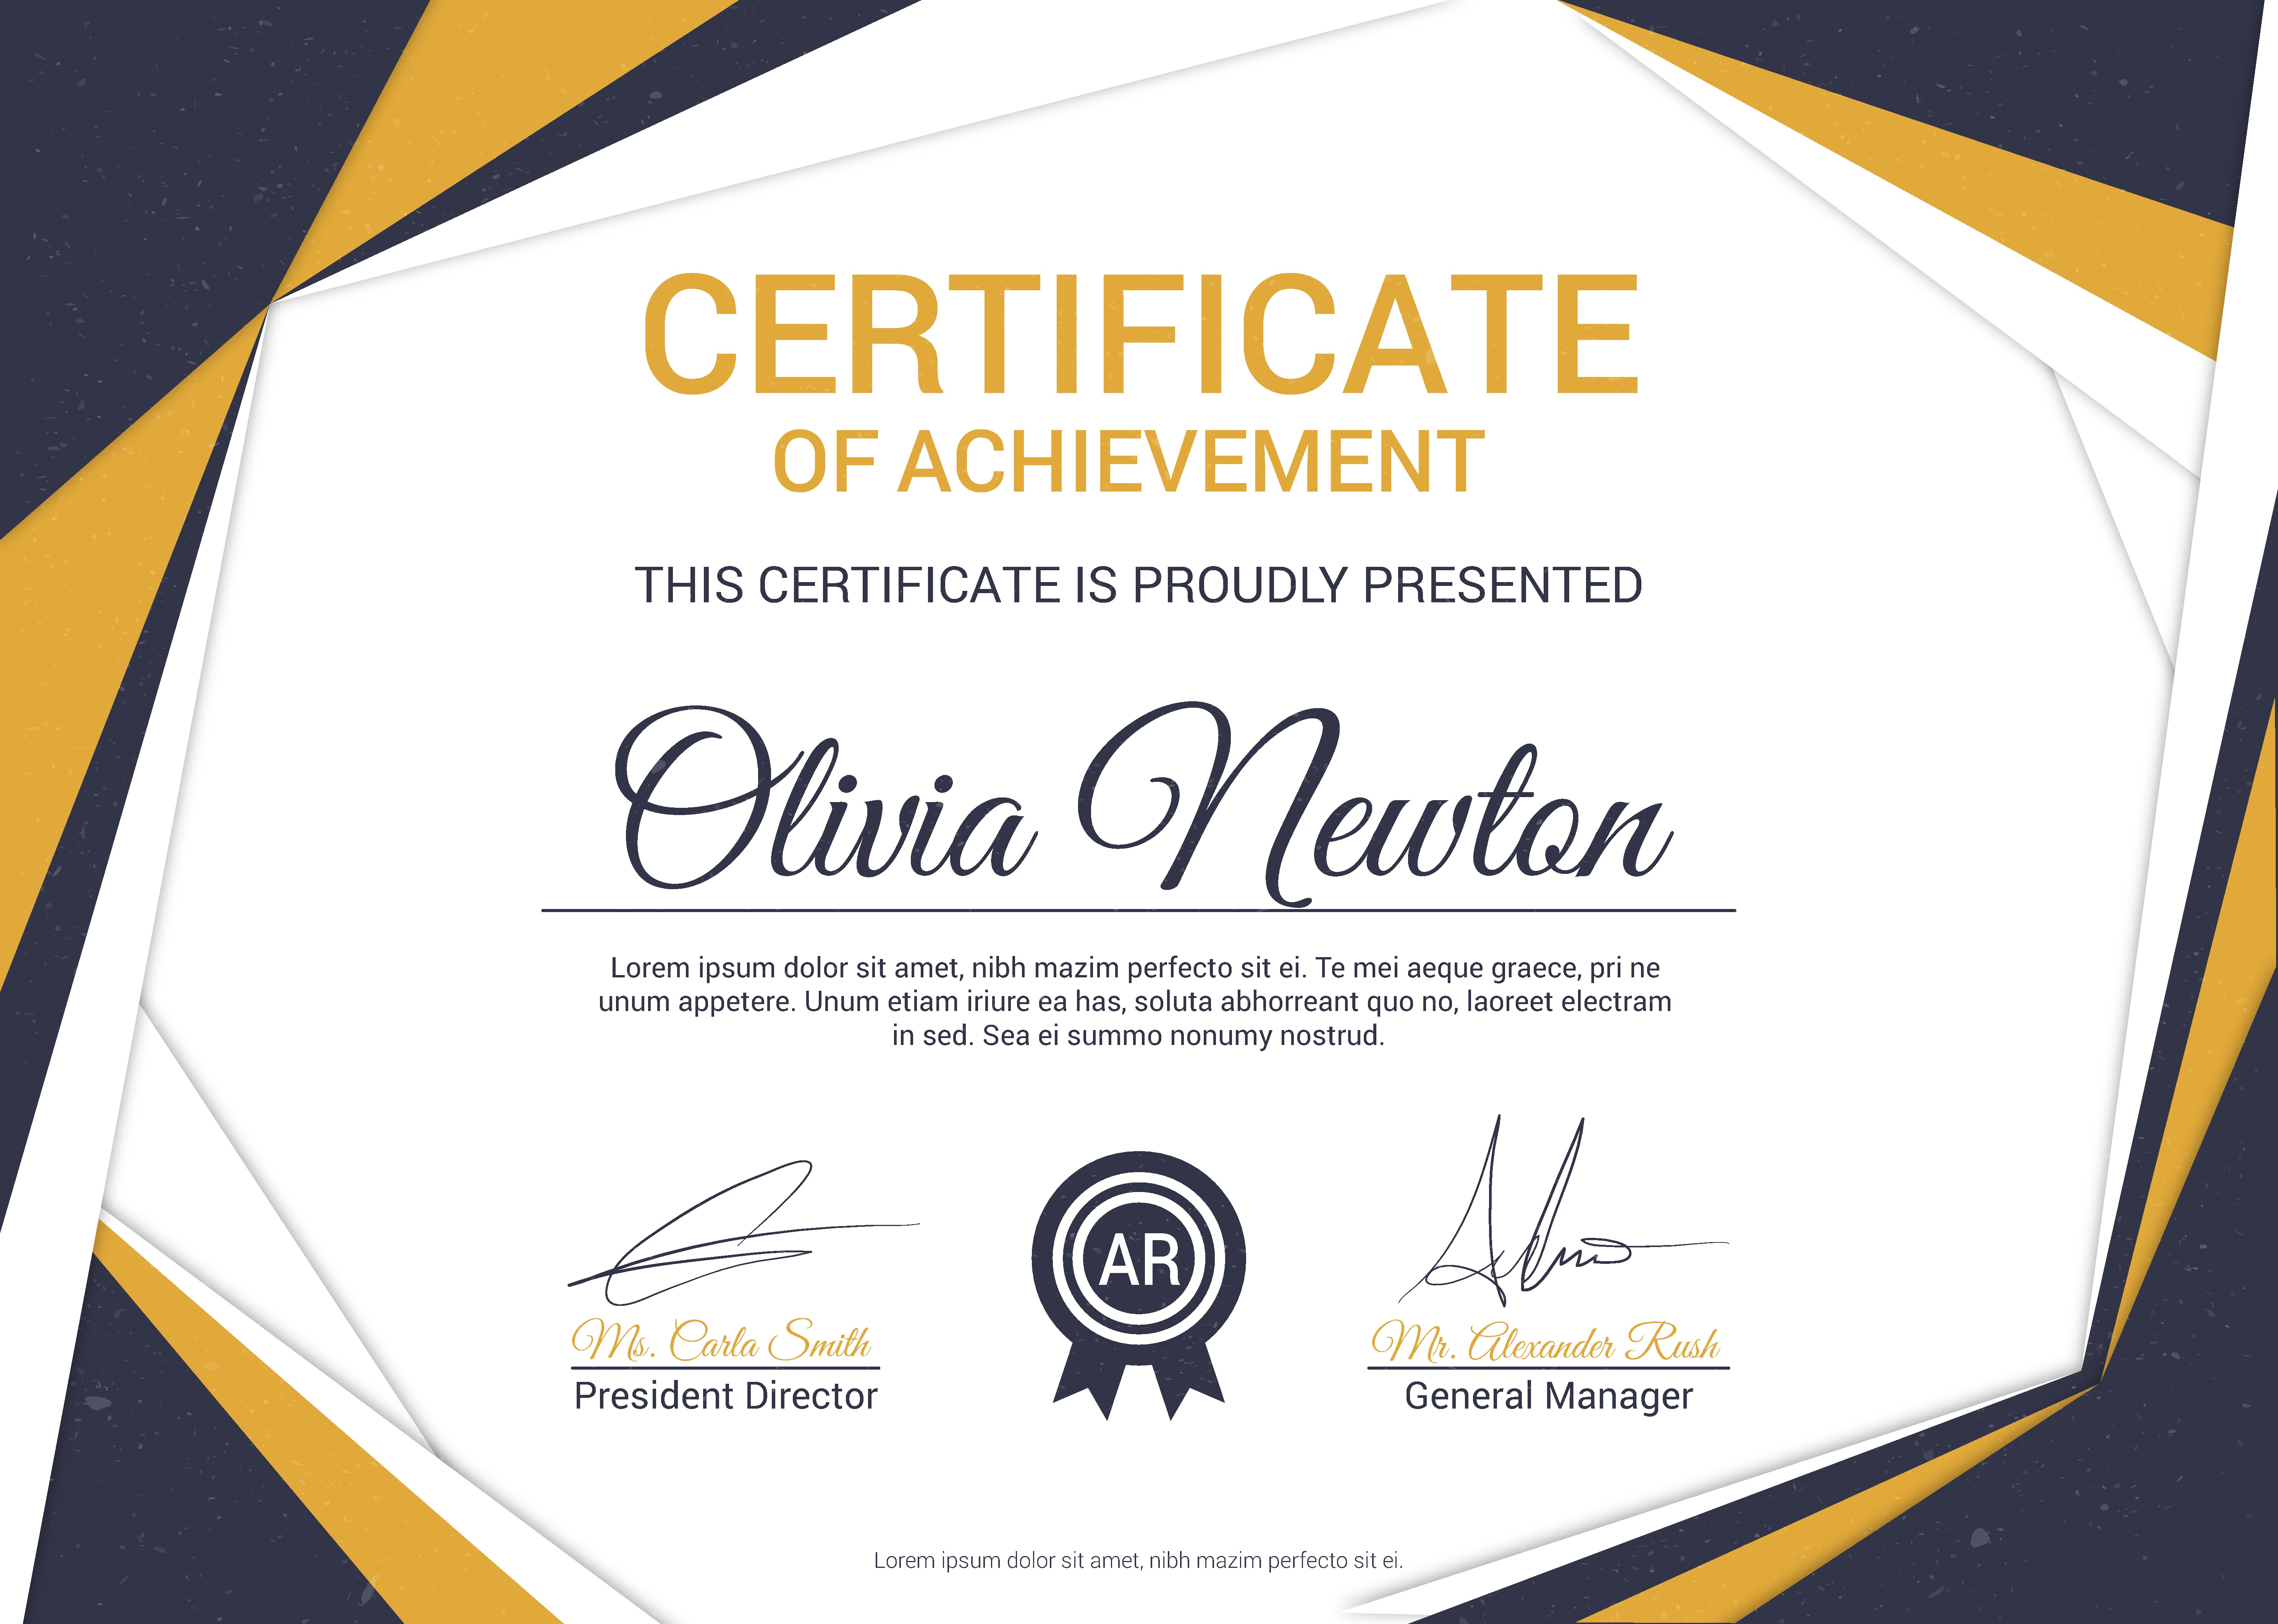 CERTIFICATE
OF ACHIEVEMENT
THIS CERTIFICATE IS PROUDLY PRESENTED
Olivia Newton
Lorem ipsum dolor sit amet, nibh mazim perfecto sit ei. Te mei aeque graece, pri ne
unum appetere. Unum etiam iriure ea has, soluta abhorreant quo no, laoreet electram
in sed. Sea ei summo nonumy nostrud.
AR
Ms. Carla Smith
President Director
Mr. Alexander Rush
General Manager
Lorem ipsum dolor sit amet, nibh mazim perfecto sit ei.